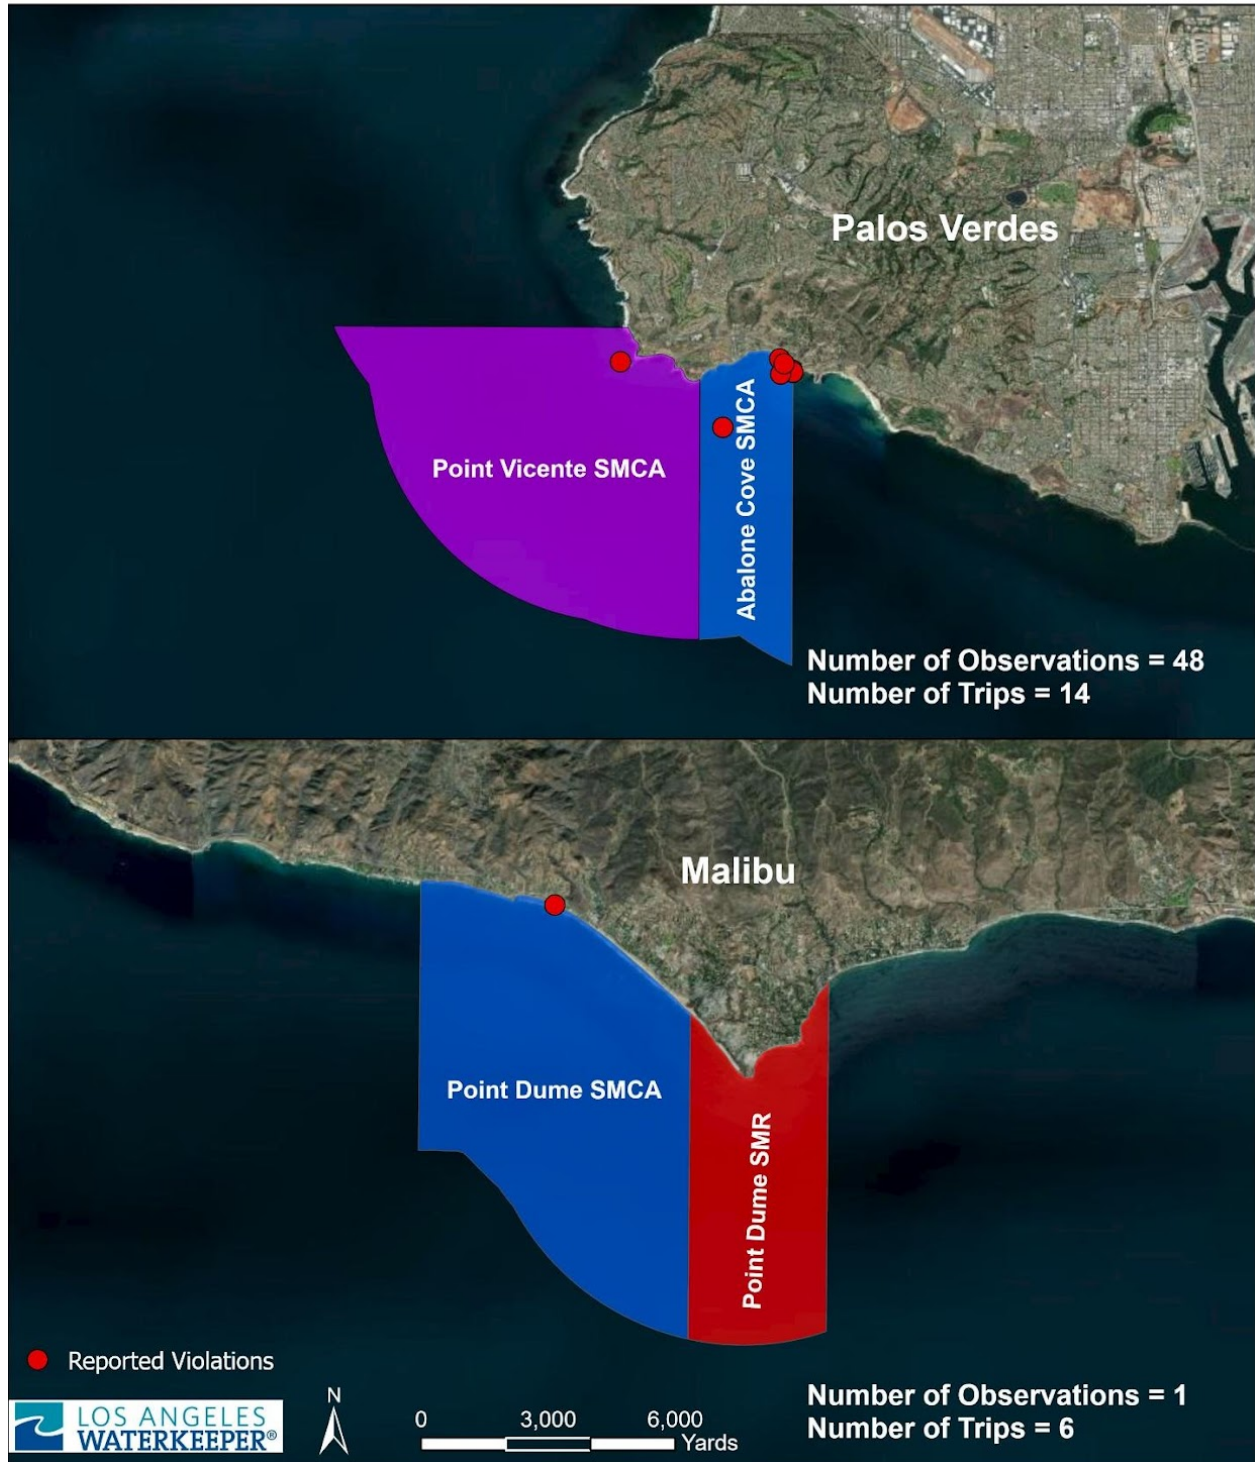 Palos Verdes
Point Vicente SMCA
Abalone Cove SMCA
Number of Observations = 48
Number of Trips = 14
Malibu
Point Dume SMCA
Point Dume SMR
Reported Violations
Number of Observations = 1
Number of Trips = 6
LOS ANGELES
WATERKEEPER®
N
0 3,000 6,000
Yards